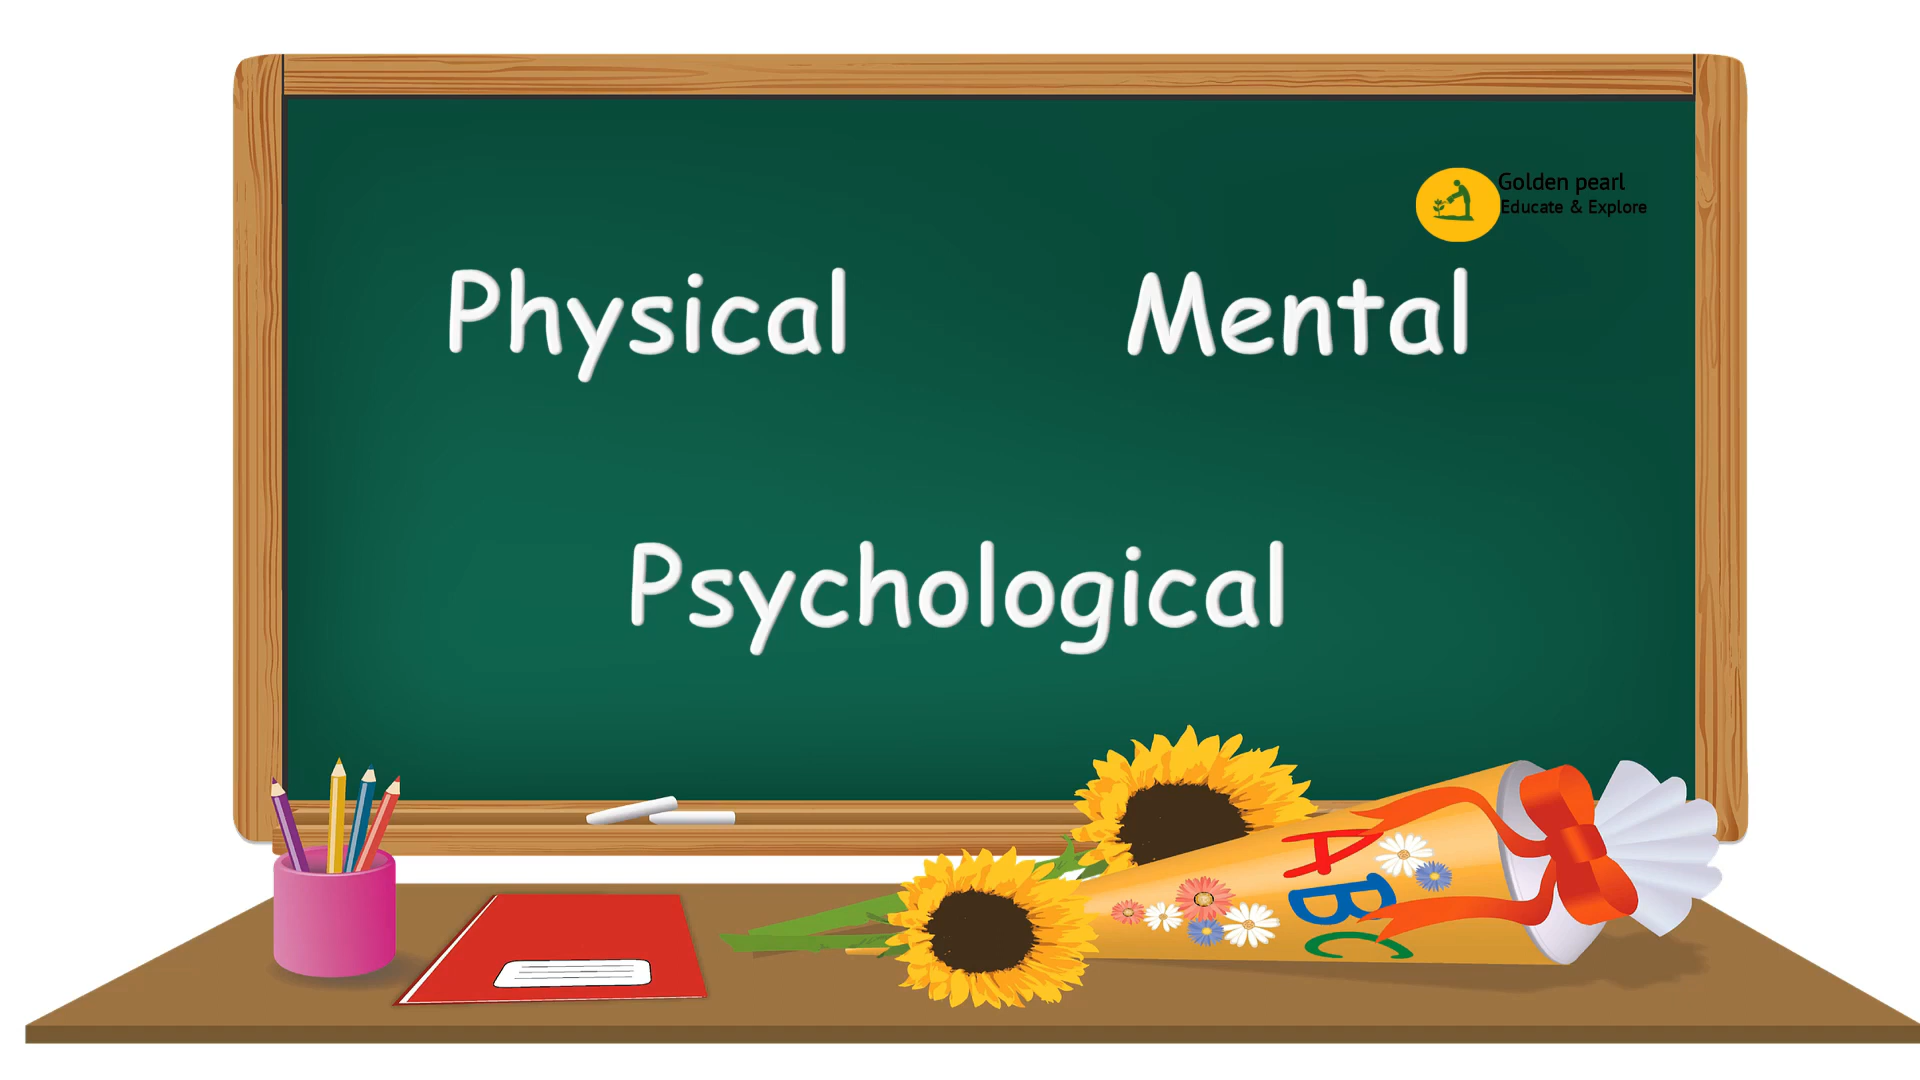 Golden pearl
Educate & Explore
Physical Mental
Psychological
A
B
C